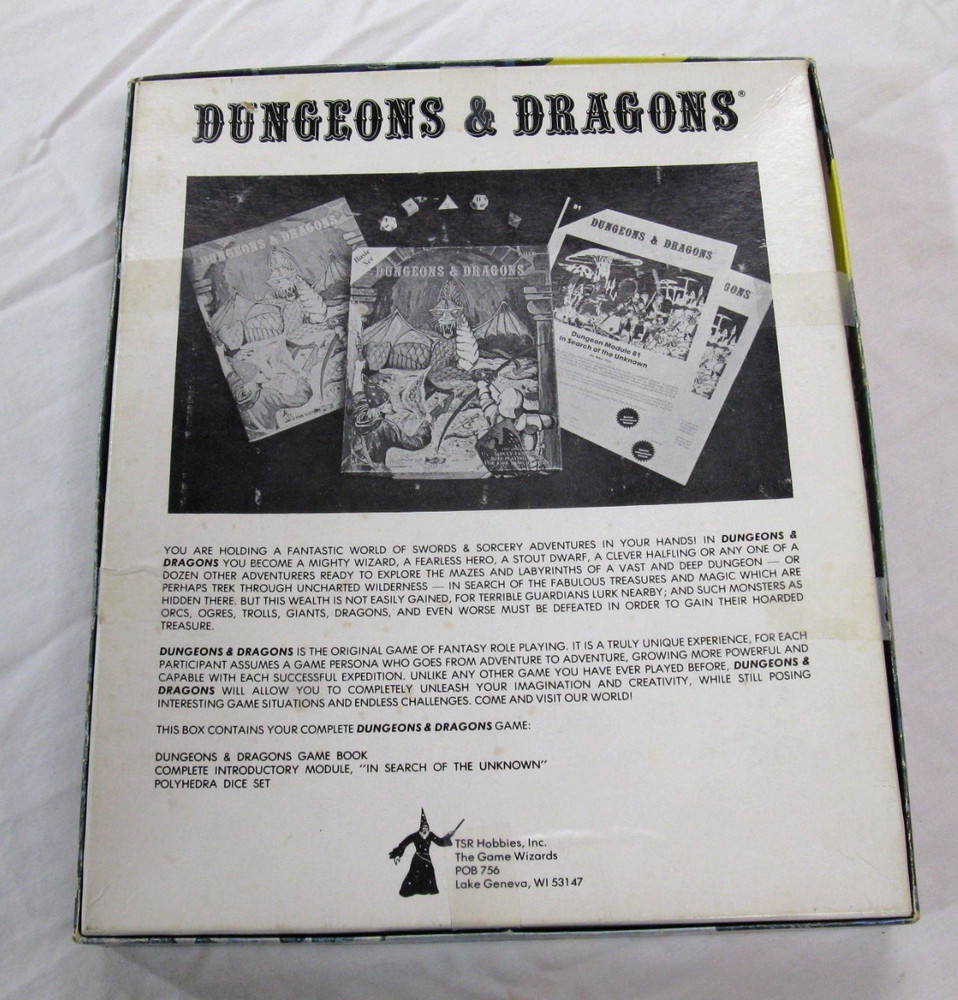 DUNGEONS & DRAGONS®
DUNGEONS & DRAGONS
Basic
Set
DUNGEONS & DRAGONS
B1
DUNGEONS & DRAGONS
Dungeon Module B1
In Search of the Unknown
ONS
YOU ARE HOLDING A FANTASTIC WORLD OF SWORDS & SORCERY ADVENTURES IN YOUR HANDS! IN DUNGEONS &
DRAGONS YOU BECOME A MIGHTY WIZARD, A FEARLESS HERO, A STOUT DWARF, A CLEVER HALFLING OR ANY ONE OF A
DOZEN OTHER ADVENTURERS READY TO EXPLORE THE MAZES AND LABYRINTHS OF A VAST AND DEEP DUNGEON — OR
PERHAPS TREK THROUGH UNCHARTED WILDERNESS — IN SEARCH OF THE FABULOUS TREASURES AND MAGIC WHICH ARE
HIDDEN THERE. BUT THIS WEALTH IS NOT EASILY GAINED, FOR TERRIBLE GUARDIANS LURK NEARBY; AND SUCH MONSTERS AS
ORCS, OGRES, TROLLS, GIANTS, DRAGONS, AND EVEN WORSE MUST BE DEFEATED IN ORDER TO GAIN THEIR HOARDED
TREASURE.
DUNGEONS & DRAGONS IS THE ORIGINAL GAME OF FANTASY ROLE PLAYING. IT IS A TRULY UNIQUE EXPERIENCE, FOR EACH
PARTICIPANT ASSUMES A GAME PERSONA WHO GOES FROM ADVENTURE TO ADVENTURE, GROWING MORE POWERFUL AND
CAPABLE WITH EACH SUCCESSFUL EXPEDITION. UNLIKE ANY OTHER GAME YOU HAVE EVER PLAYED BEFORE, DUNGEONS &
DRAGONS WILL ALLOW YOU TO COMPLETELY UNLEASH YOUR IMAGINATION AND CREATIVITY, WHILE STILL POSING
INTERESTING GAME SITUATIONS AND ENDLESS CHALLENGES. COME AND VISIT OUR WORLD!
THIS BOX CONTAINS YOUR COMPLETE DUNGEONS & DRAGONS GAME:
DUNGEONS & DRAGONS GAME BOOK
COMPLETE INTRODUCTORY MODULE, "IN SEARCH OF THE UNKNOWN"
POLYHEDRA DICE SET
TSR Hobbies, Inc.
The Game Wizards
POB 756
Lake Geneva, WI 53147